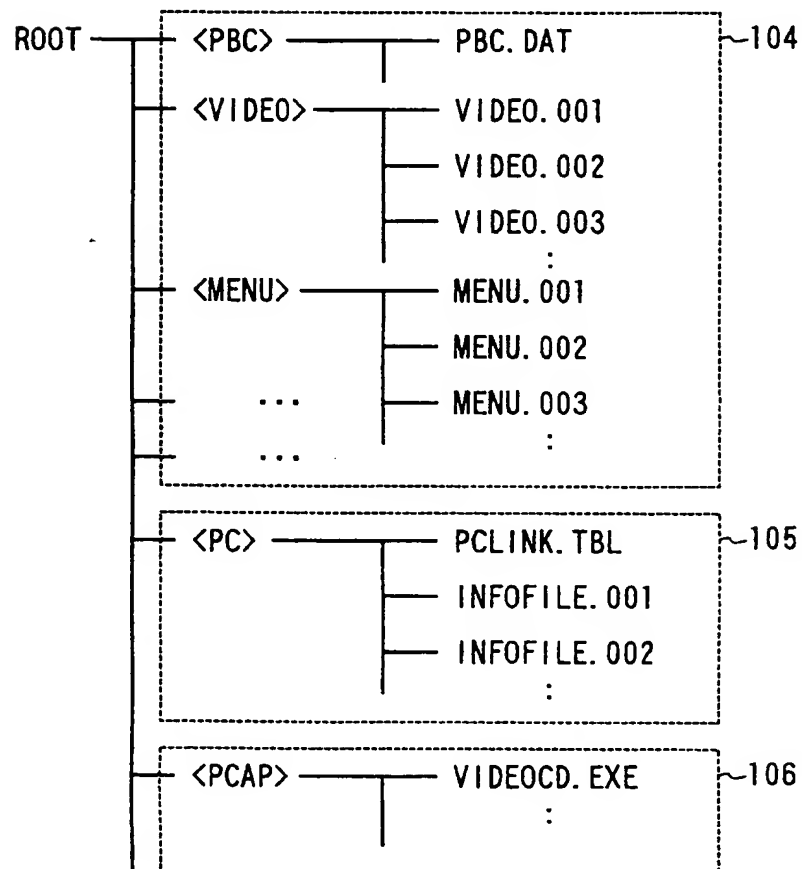 ROOT <PBC> PBC.DAT 104
<VIDEO> VIDEO.001
VIDEO.002
VIDEO.003
:
<MENU> MENU.001
MENU.002
... MENU.003
... :
<PC> PCLINK.TBL 105
INFOFILE.001
INFOFILE.002
:
<PCAP> VIDEOCD.EXE 106
: